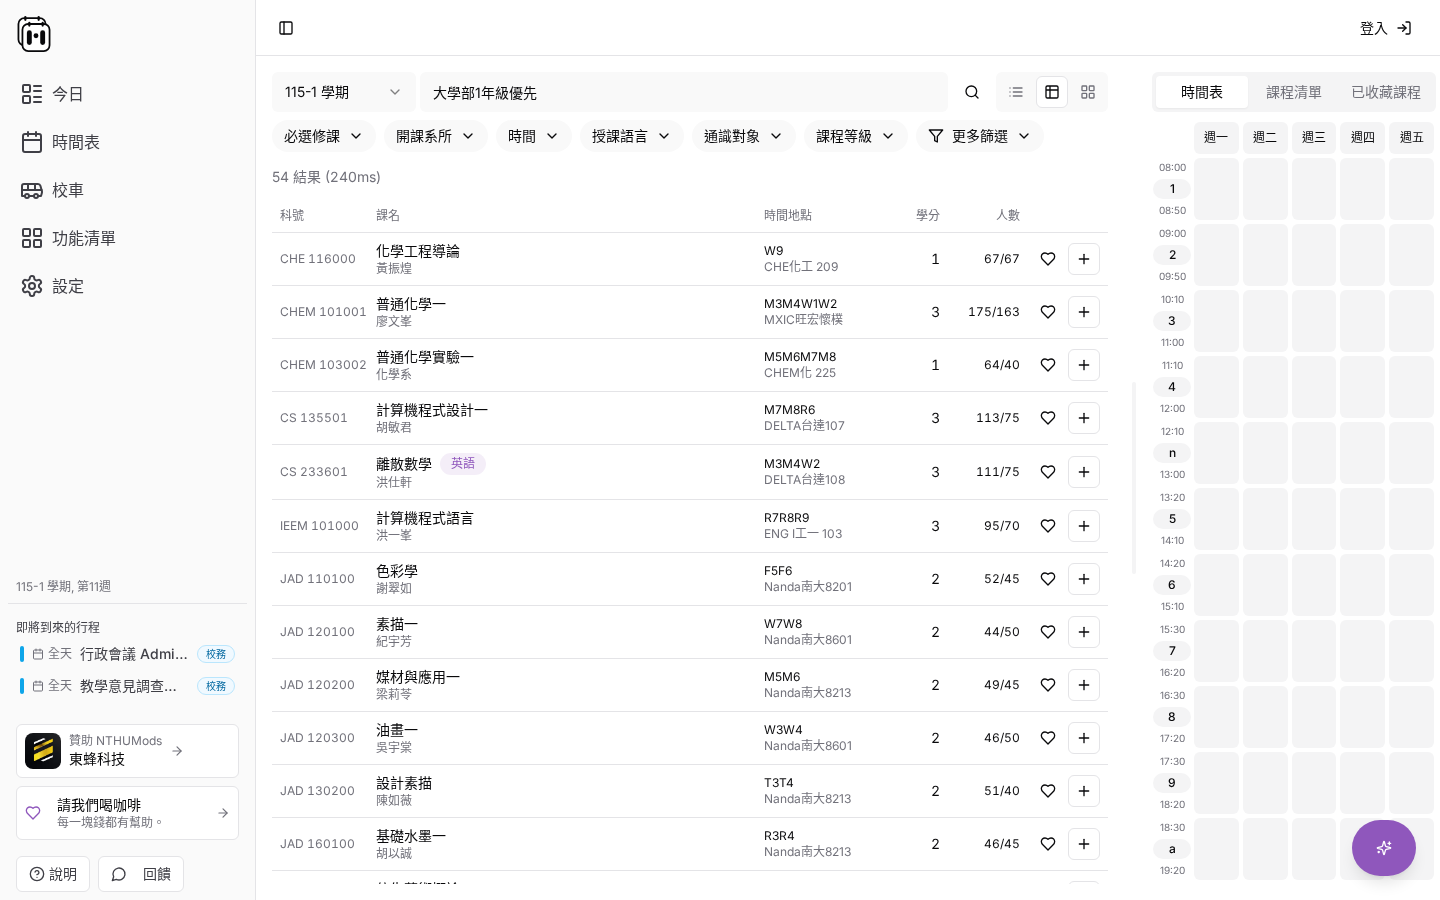 今日
時間表
校車
功能清單
設定
115-1 學期, 第11週
即將到來的行程
全天 行政會議 Admi... 校務
全天 教學意見調查... 校務
贊助 NTHUMods
東蜂科技
請我們喝咖啡
每一塊錢都有幫助。
說明 回饋
登入
115-1 學期 大學部1年級優先
必選修課 開課系所 時間 授課語言 通識對象 課程等級 更多篩選
54 結果 (240ms)
科號 課名 時間地點 學分 人數
CHE 116000 化學工程導論 W9 1 67/67
黃振煌 CHE化工 209
CHEM 101001 普通化學一 M3M4W1W2 3 175/163
廖文峯 MXIC旺宏懷樸
CHEM 103002 普通化學實驗一 M5M6M7M8 1 64/40
化學系 CHEM化 225
CS 135501 計算機程式設計一 M7M8R6 3 113/75
胡敏君 DELTA台達107
CS 233601 離散數學 英語 M3M4W2 3 111/75
洪仕軒 DELTA台達108
IEEM 101000 計算機程式語言 R7R8R9 3 95/70
洪一峯 ENG I工一 103
JAD 110100 色彩學 F5F6 2 52/45
謝翠如 Nanda南大8201
JAD 120100 素描一 W7W8 2 44/50
紀宇芳 Nanda南大8601
JAD 120200 媒材與應用一 M5M6 2 49/45
梁莉苓 Nanda南大8213
JAD 120300 油畫一 W3W4 2 46/50
吳宇棠 Nanda南大8601
JAD 130200 設計素描 T3T4 2 51/40
陳如薇 Nanda南大8213
JAD 160100 基礎水墨一 R3R4 2 46/45
胡以誠 Nanda南大8213
時間表 課程清單 已收藏課程
週一 週二 週三 週四 週五
08:00
1
08:50
09:00
2
09:50
10:10
3
11:00
11:10
4
12:00
12:10
n
13:00
13:20
5
14:10
14:20
6
15:10
15:30
7
16:20
16:30
8
17:20
17:30
9
18:20
18:30
a
19:20